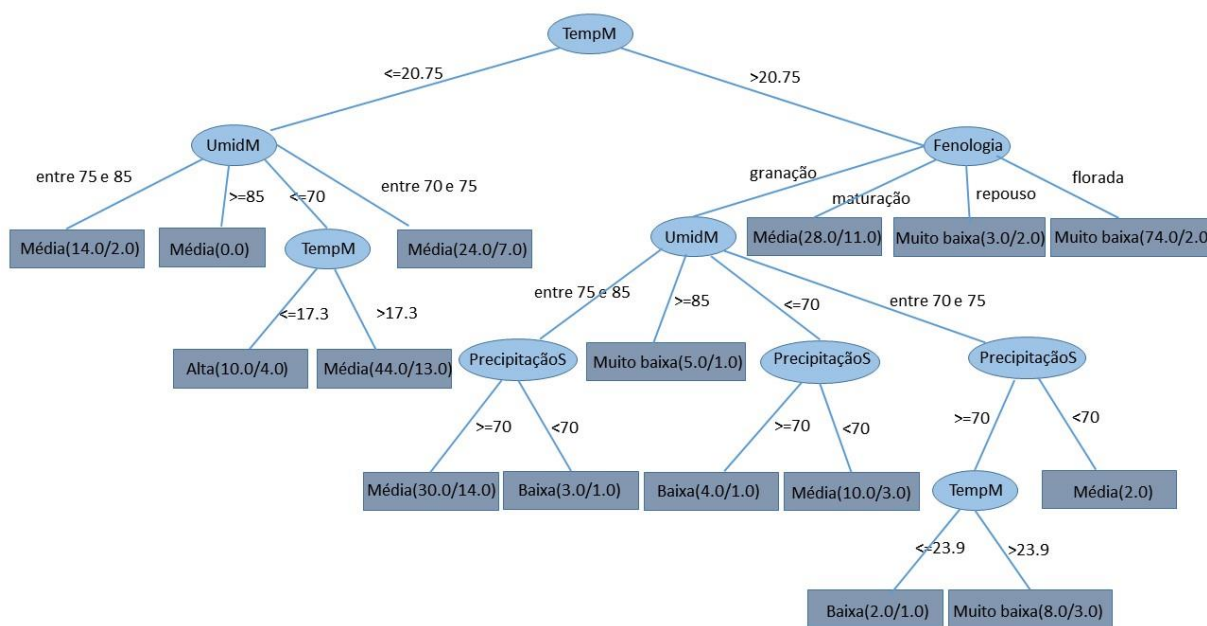 TempM
<=20.75
>20.75
UmidM
Fenologia
entre 75 e 85
>=85
<=70
entre 70 e 75
granação
maturação
repouso
florada
Média(14.0/2.0)
Média(0.0)
TempM
Média(24.0/7.0)
UmidM
Média(28.0/11.0)
Muito baixa(3.0/2.0)
Muito baixa(74.0/2.0
<=17.3
>17.3
entre 75 e 85
>=85
<=70
entre 70 e 75
Alta(10.0/4.0)
Média(44.0/13.0)
PrecipitaçãoS
Muito baixa(5.0/1.0)
PrecipitaçãoS
PrecipitaçãoS
>=70
<70
>=70
<70
>=70
<70
Média(30.0/14.0)
Baixa(3.0/1.0)
Baixa(4.0/1.0)
Média(10.0/3.0)
TempM
Média(2.0)
<=23.9
>23.9
Baixa(2.0/1.0)
Muito baixa(8.0/3.0)